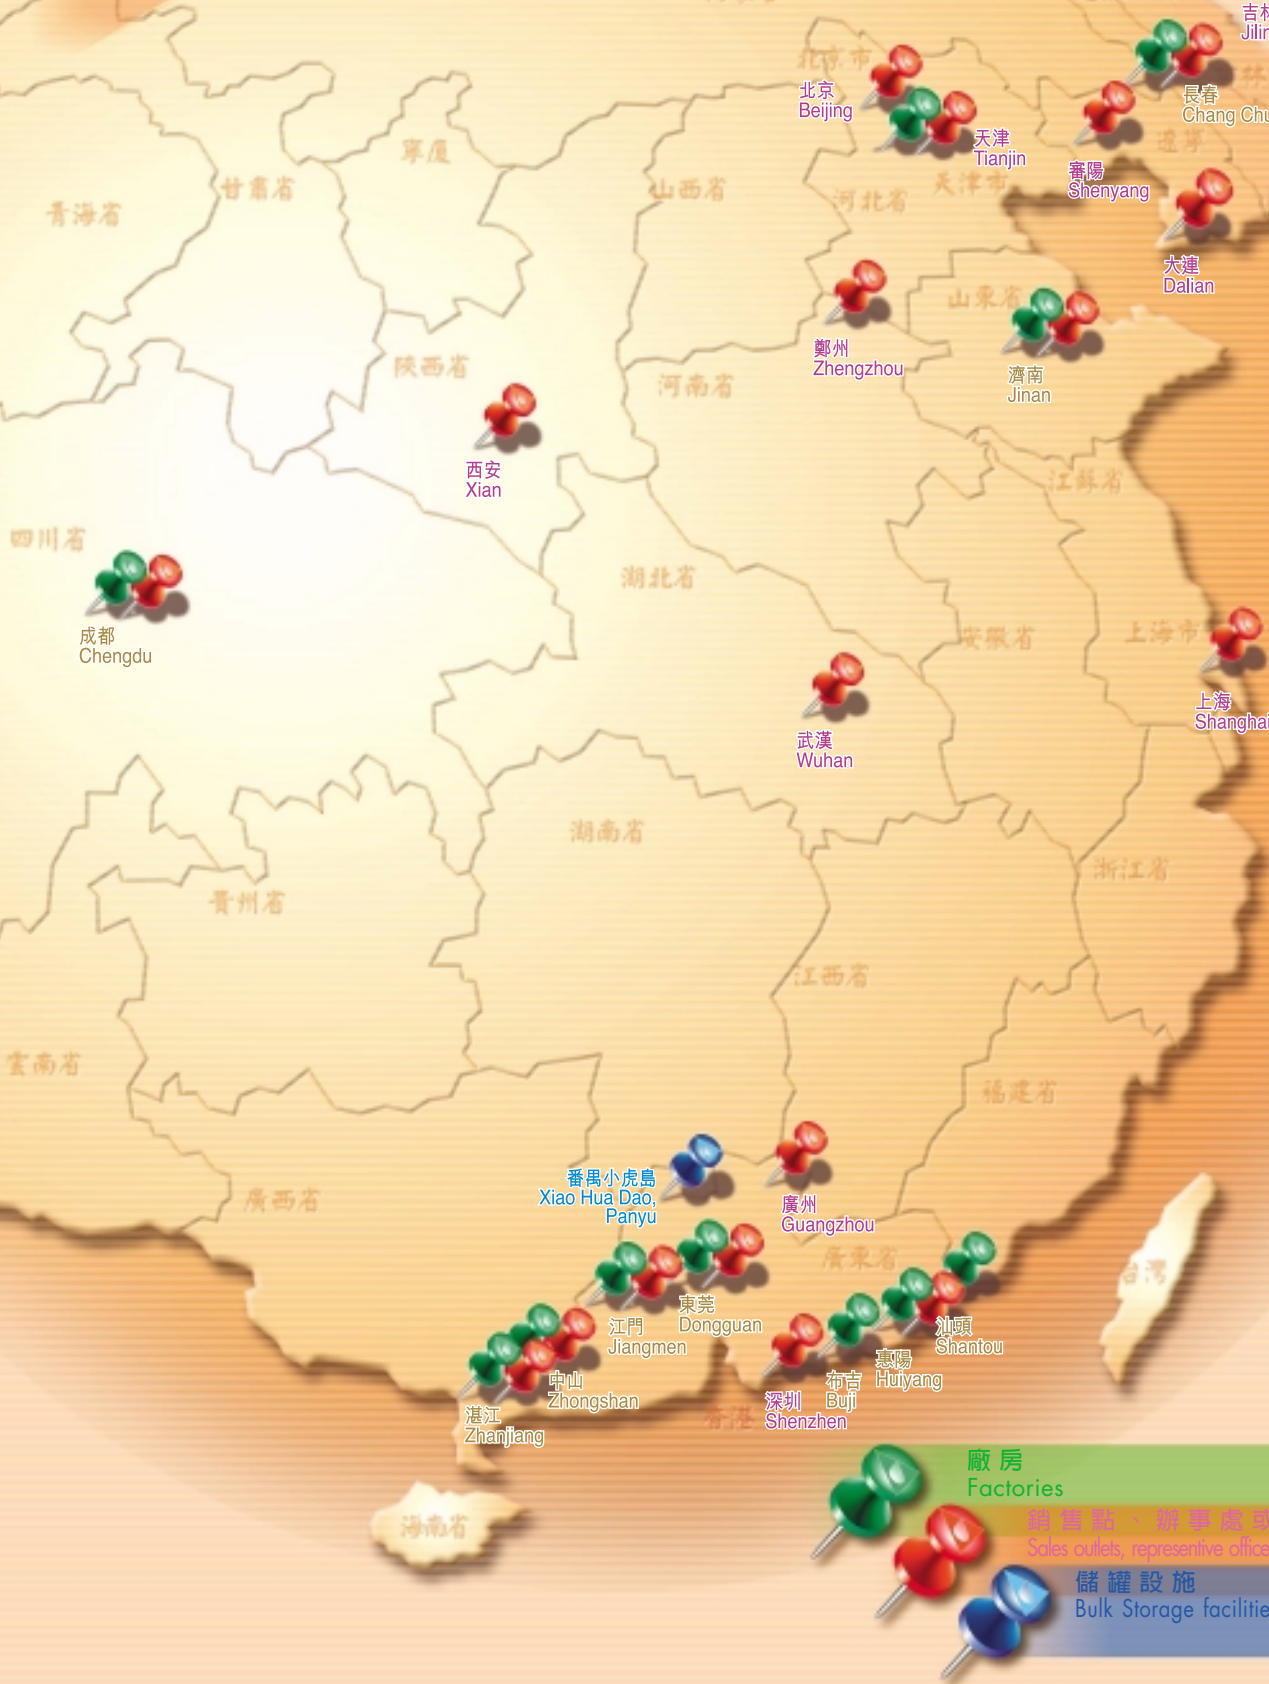 吉林
北京市
北京
Beijing
長春
林
遼寧
天津
Tianjin
寧厦
審陽
Shenyang
甘肅省
山西省
天津市
河北省
青海省
大連
Dalian
山東省
鄭州
Zhengzhou
陝西省
濟南
Jinan
河南省
西安
Xian
江蘇省
四川省
湖北省
成都
Chengdu
安徽省
上海市
上海
Shanghai
武漢
Wuhan
湖南省
浙江省
貴州省
江西省
雲南省
福建省
番禺小虎島
Xiao Hua Dao,
Panyu
廣西省
廣州
Guangzhou
廣東省
台灣
東莞
Dongguan
江門
Jiangmen
汕頭
Shantou
惠陽
Huiyang
中山
Zhongshan
布吉
Buji
深圳
Shenzhen
香港
湛江
Zhanjiang
廠房
Factories
海南省
銷售點、辦事處或
Sales outlets, representive office
儲罐設施
Bulk Storage facilitie